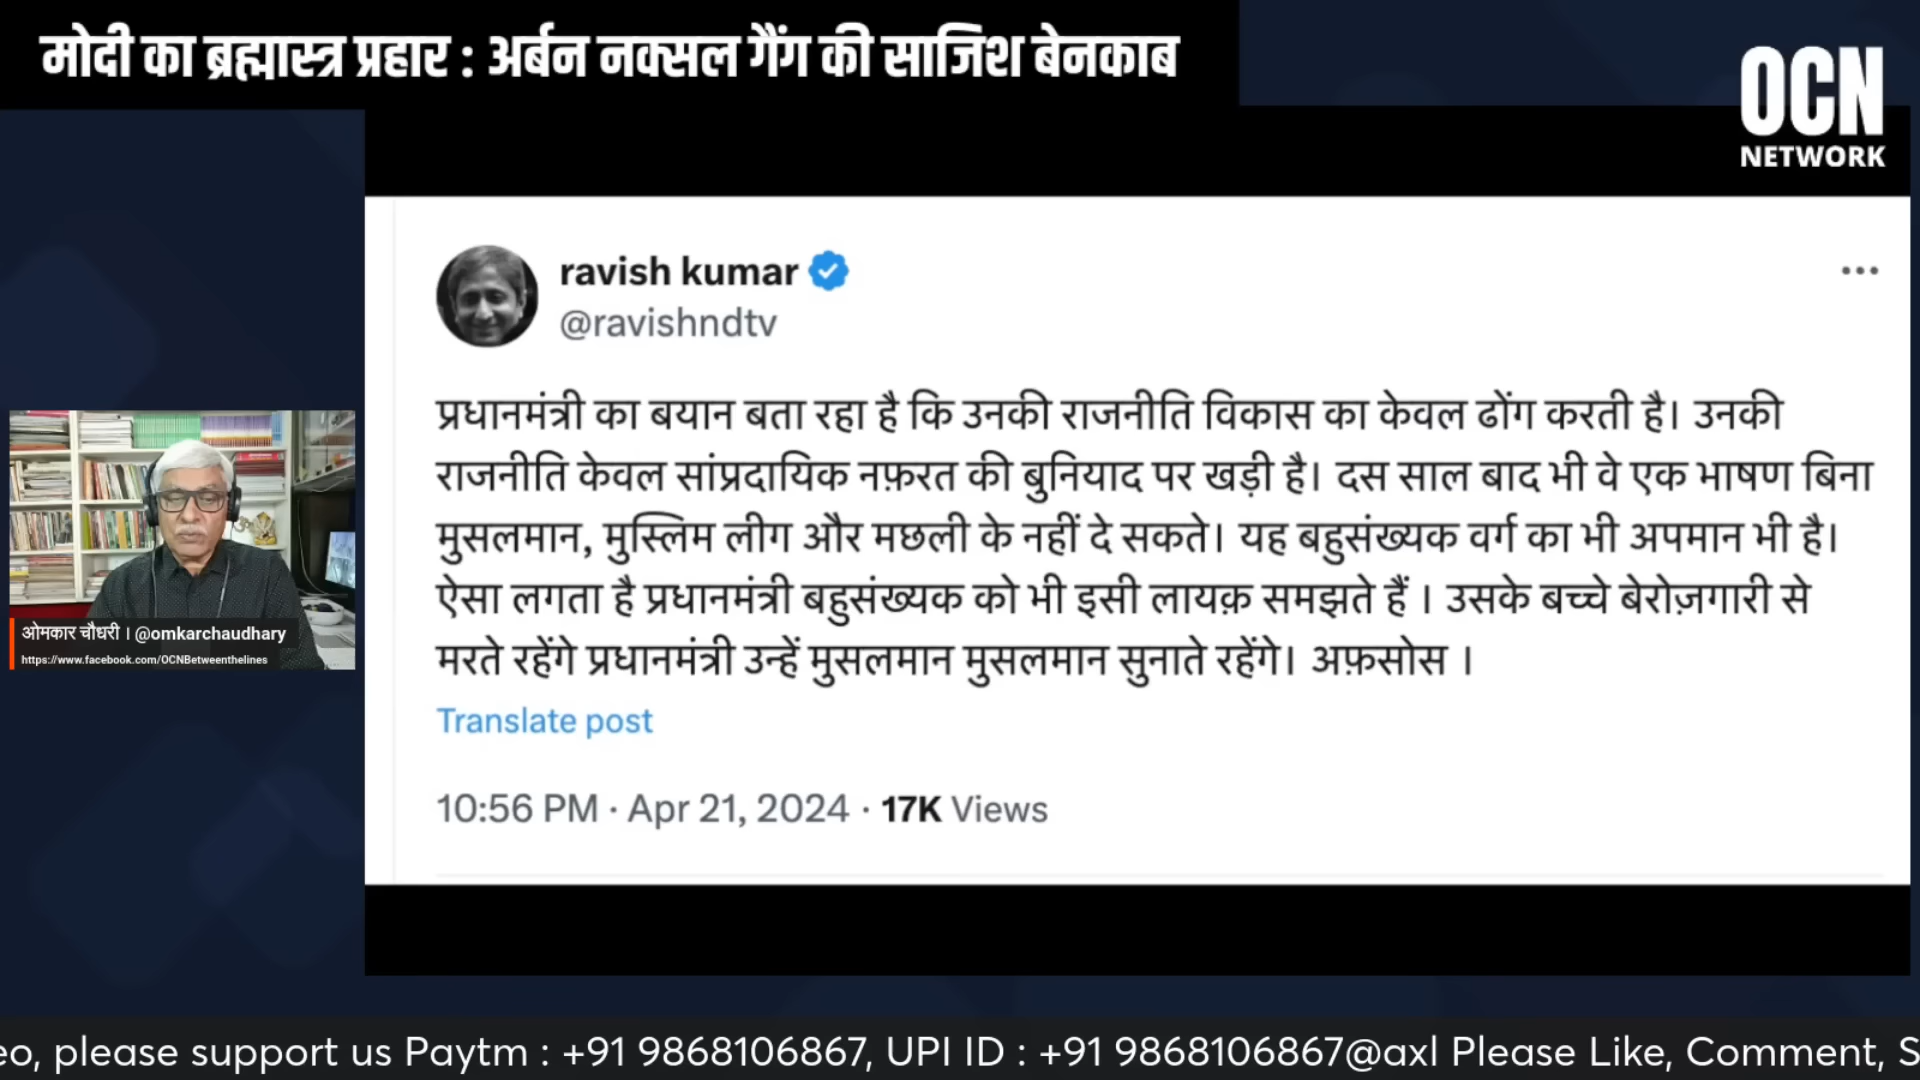 मोदी का ब्रह्मास्त्र प्रहार : अर्बन नक्सल गैंग की साजिश बेनकाब
OCN
NETWORK
ravish kumar
@ravishndtv
प्रधानमंत्री का बयान बता रहा है कि उनकी राजनीति विकास का केवल ढोंग करती है। उनकी
राजनीति केवल सांप्रदायिक नफ़रत की बुनियाद पर खड़ी है। दस साल बाद भी वे एक भाषण बिना
मुसलमान, मुस्लिम लीग और मछली के नहीं दे सकते। यह बहुसंख्यक वर्ग का भी अपमान भी है।
ऐसा लगता है प्रधानमंत्री बहुसंख्यक को भी इसी लायक़ समझते हैं । उसके बच्चे बेरोज़गारी से
मरते रहेंगे प्रधानमंत्री उन्हें मुसलमान मुसलमान सुनाते रहेंगे। अफ़सोस ।
Translate post
10:56 PM · Apr 21, 2024 · 17K Views
ओमकार चौधरी । @omkarchaudhary
https://www.facebook.com/OCNBetweenthelines
eo, please support us Paytm : +91 9868106867, UPI ID : +91 9868106867@axl Please Like, Comment, S